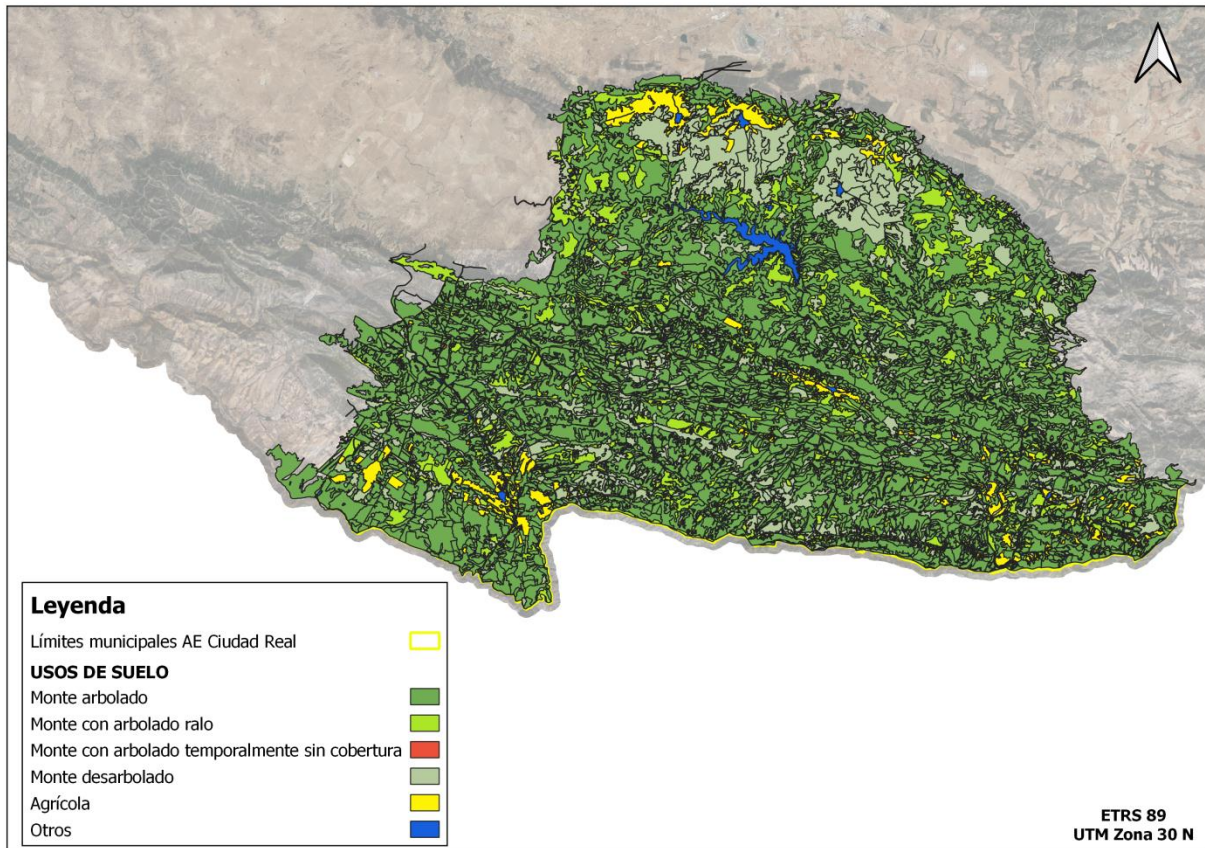 Leyenda
Límites municipales AE Ciudad Real
USOS DE SUELO
Monte arbolado
Monte con arbolado ralo
Monte con arbolado temporalmente sin cobertura
Monte desarbolado
Agrícola
Otros
ETRS 89
UTM Zona 30 N